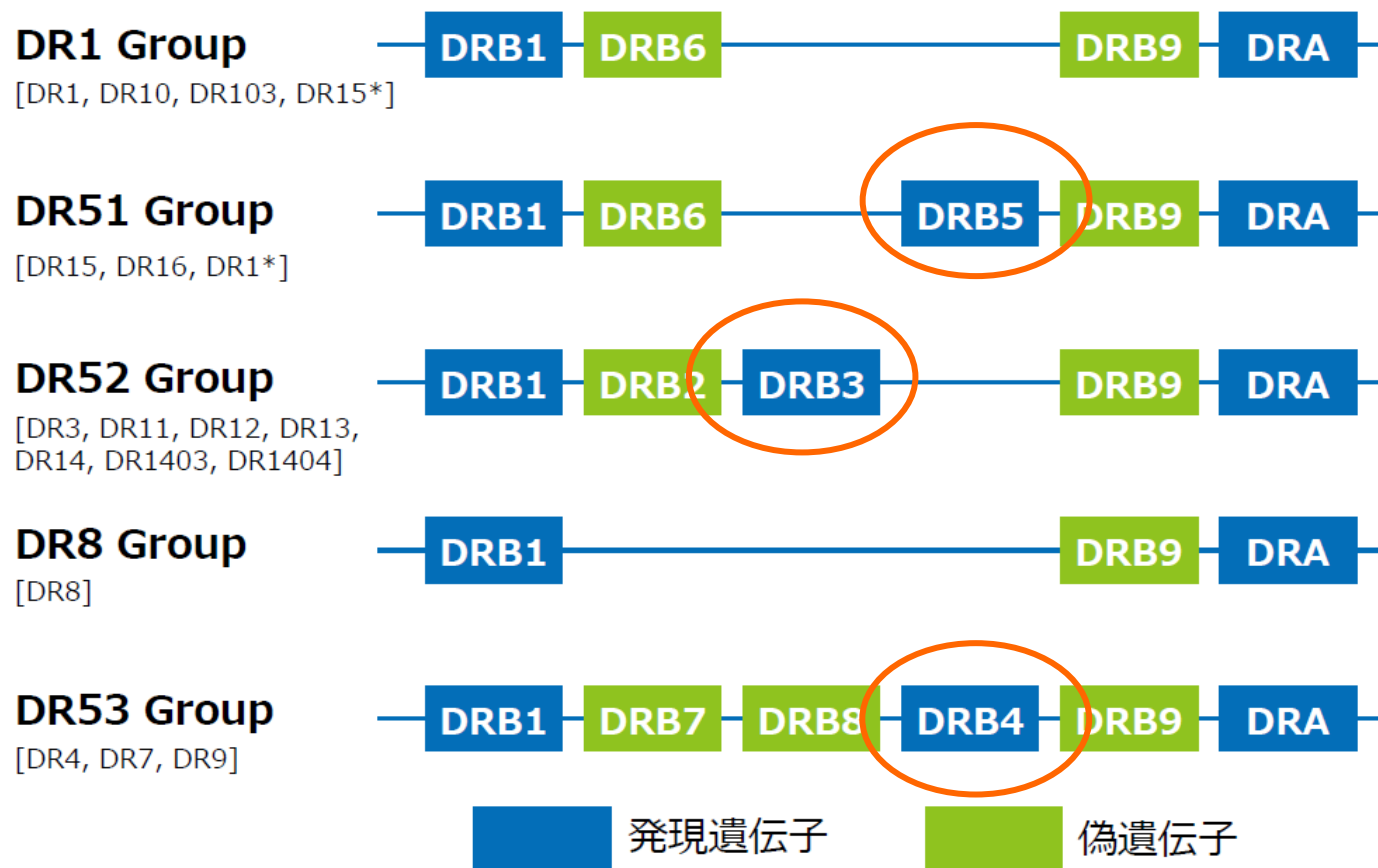 DR1 Group
[DR1, DR10, DR103, DR15*]
DRB1 DRB6 DRB9 DRA
DR51 Group
[DR15, DR16, DR1*]
DRB1 DRB6 DRB5 DRB9 DRA
DR52 Group
[DR3, DR11, DR12, DR13,
DR14, DR1403, DR1404]
DRB1 DRB2 DRB3 DRB9 DRA
DR8 Group
[DR8]
DRB1 DRB9 DRA
DR53 Group
[DR4, DR7, DR9]
DRB1 DRB7 DRB8 DRB4 DRB9 DRA
発現遺伝子 偽遺伝子